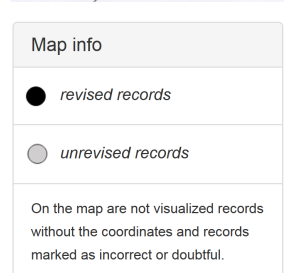 Map info
revised records
unrevised records
On the map are not visualized records
without the coordinates and records
marked as incorrect or doubtful.